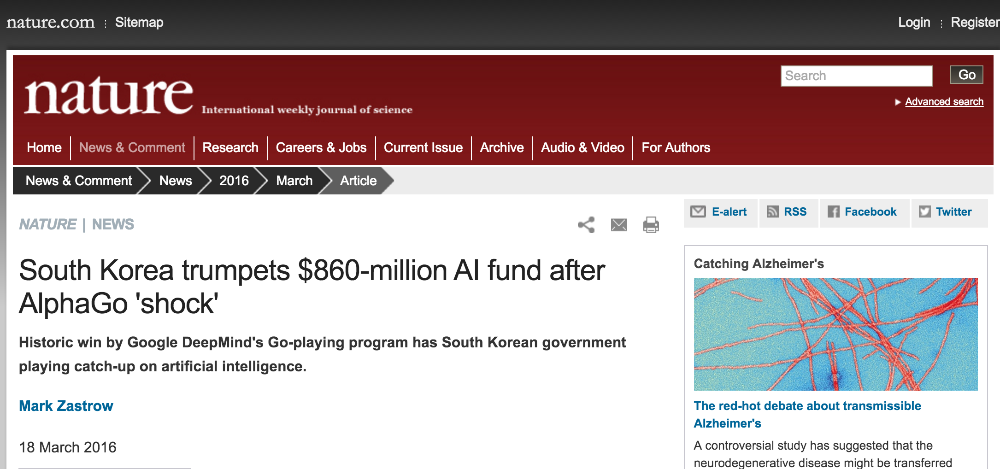 nature.com : Sitemap
Login : Register
nature International weekly journal of science
Search Go
Advanced search
Home News & Comment Research Careers & Jobs Current Issue Archive Audio & Video For Authors
News & Comment News 2016 March Article
NATURE | NEWS
South Korea trumpets $860-million AI fund after
AlphaGo 'shock'
Historic win by Google DeepMind's Go-playing program has South Korean government
playing catch-up on artificial intelligence.
Mark Zastrow
18 March 2016
E-alert RSS Facebook Twitter
Catching Alzheimer's
The red-hot debate about transmissible
Alzheimer's
A controversial study has suggested that the
neurodegenerative disease might be transferred